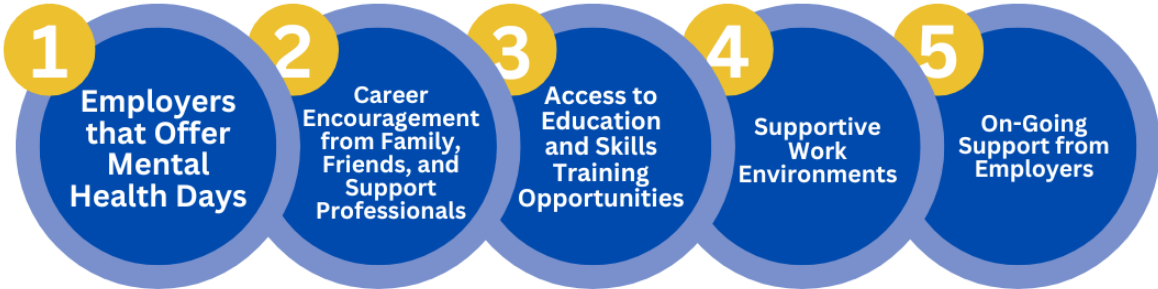 1
Employers
that Offer
Mental
Health Days
2
Career
Encouragement
from Family,
Friends, and
Support
Professionals
3
Access to
Education
and Skills
Training
Opportunities
4
Supportive
Work
Environments
5
On-Going
Support from
Employers